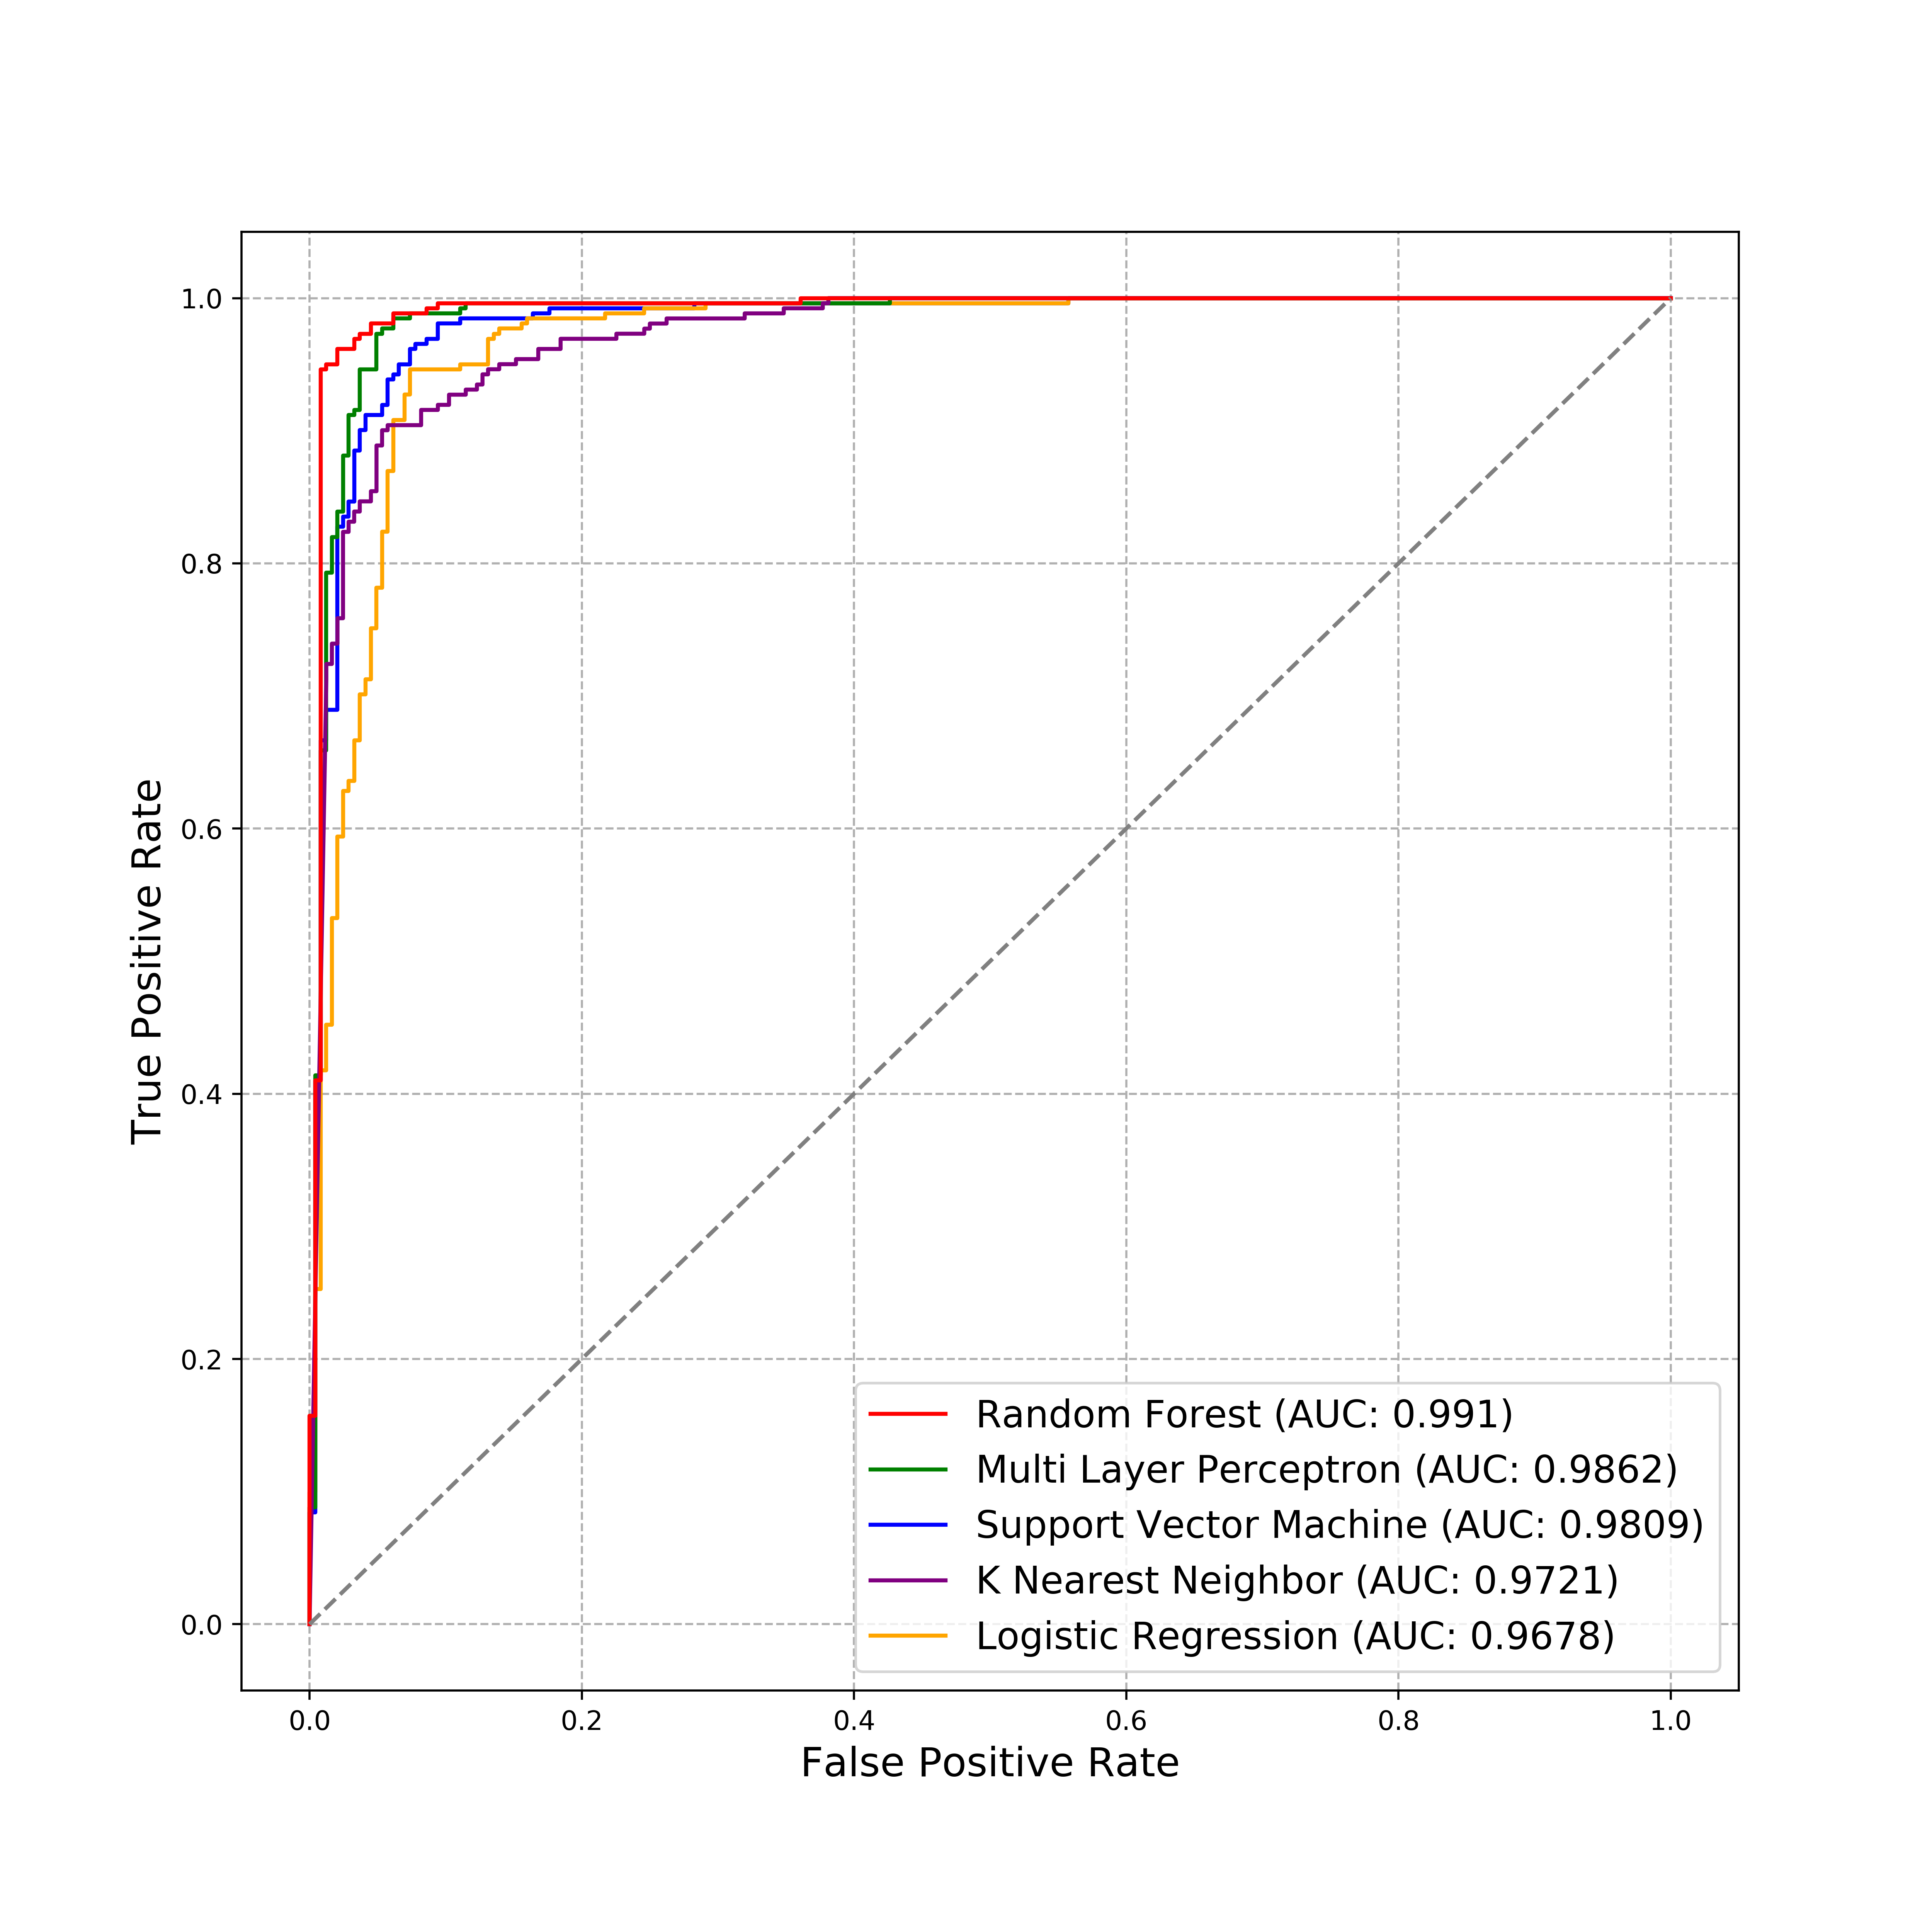 1.0
0.8
0.6
0.4
0.2
0.0
True Positive Rate
Random Forest (AUC: 0.991)
Multi Layer Perceptron (AUC: 0.9862)
Support Vector Machine (AUC: 0.9809)
K Nearest Neighbor (AUC: 0.9721)
Logistic Regression (AUC: 0.9678)
0.0 0.2 0.4 0.6 0.8 1.0
False Positive Rate